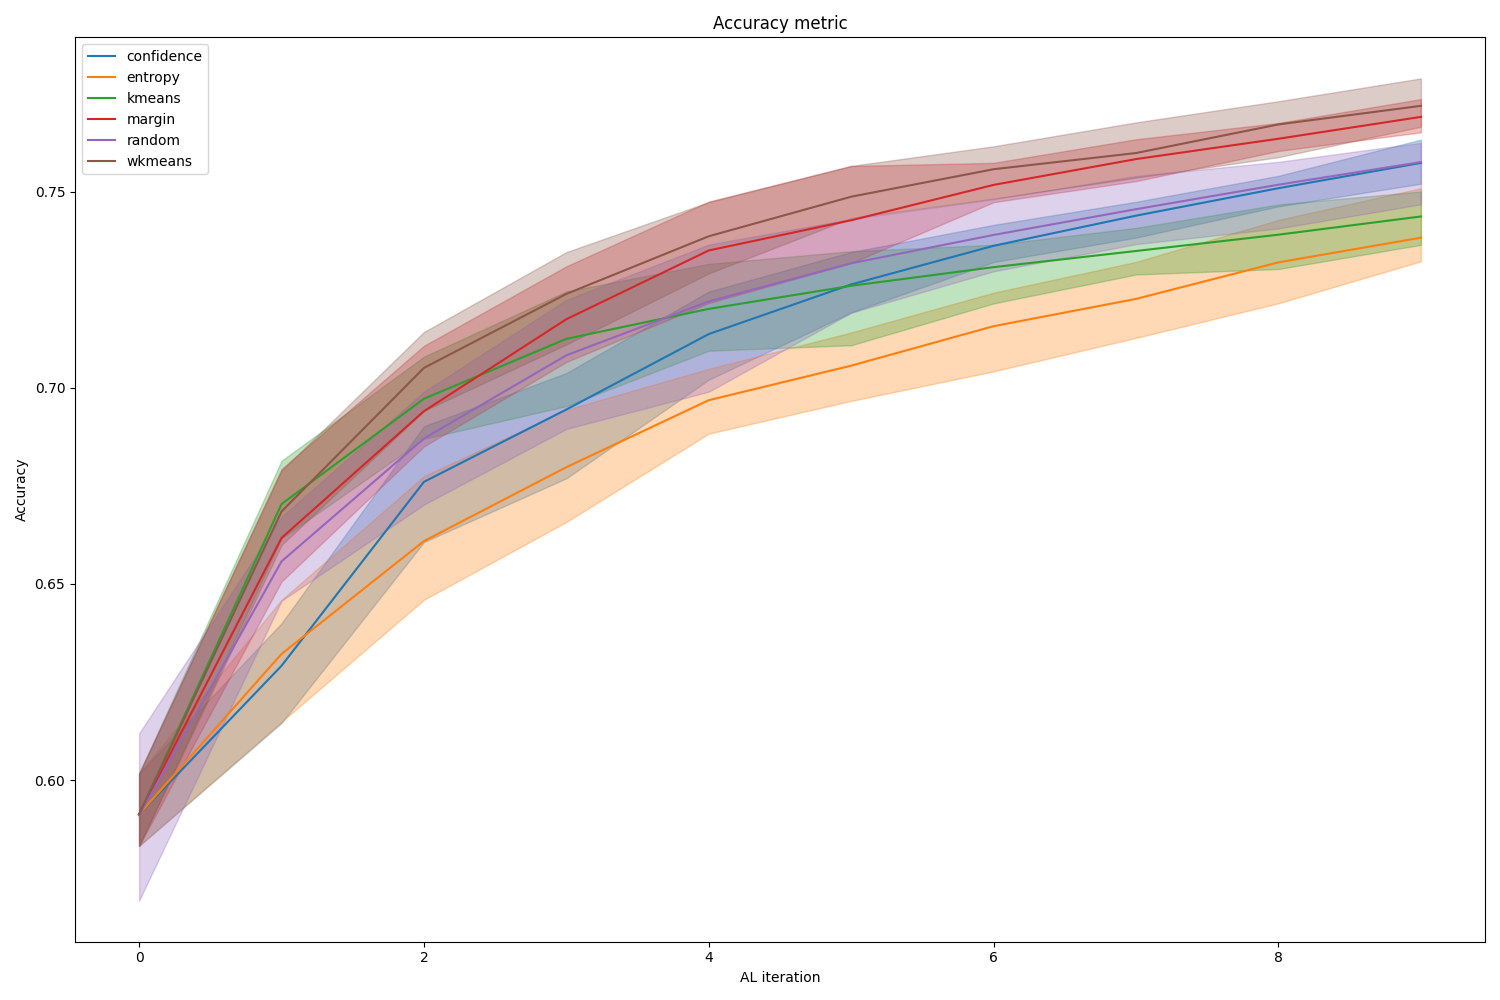 Accuracy metric
confidence
entropy
kmeans
margin
random
wkmeans
0.75
0.70
0.65
0.60
Accuracy
0 2 4 6 8
AL iteration